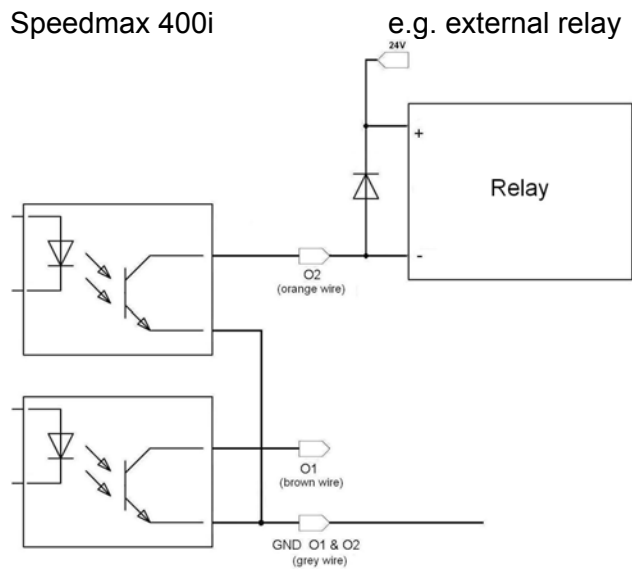 Speedmax 400i
e.g. external relay
24V
+
Relay
-
O2
(orange wire)
O1
(brown wire)
GND O1 & O2
(grey wire)